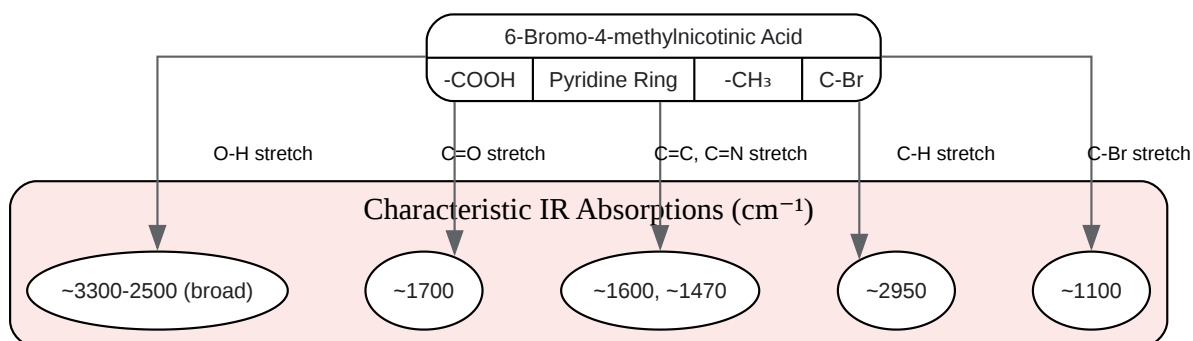 6-Bromo-4-methylnicotinic Acid
-COOH
Pyridine Ring
-CH₃
C-Br
O-H stretch
C=O stretch
C=C, C=N stretch
C-H stretch
C-Br stretch
Characteristic IR Absorptions (cm⁻¹)
~3300-2500 (broad)
~1700
~1600, ~1470
~2950
~1100